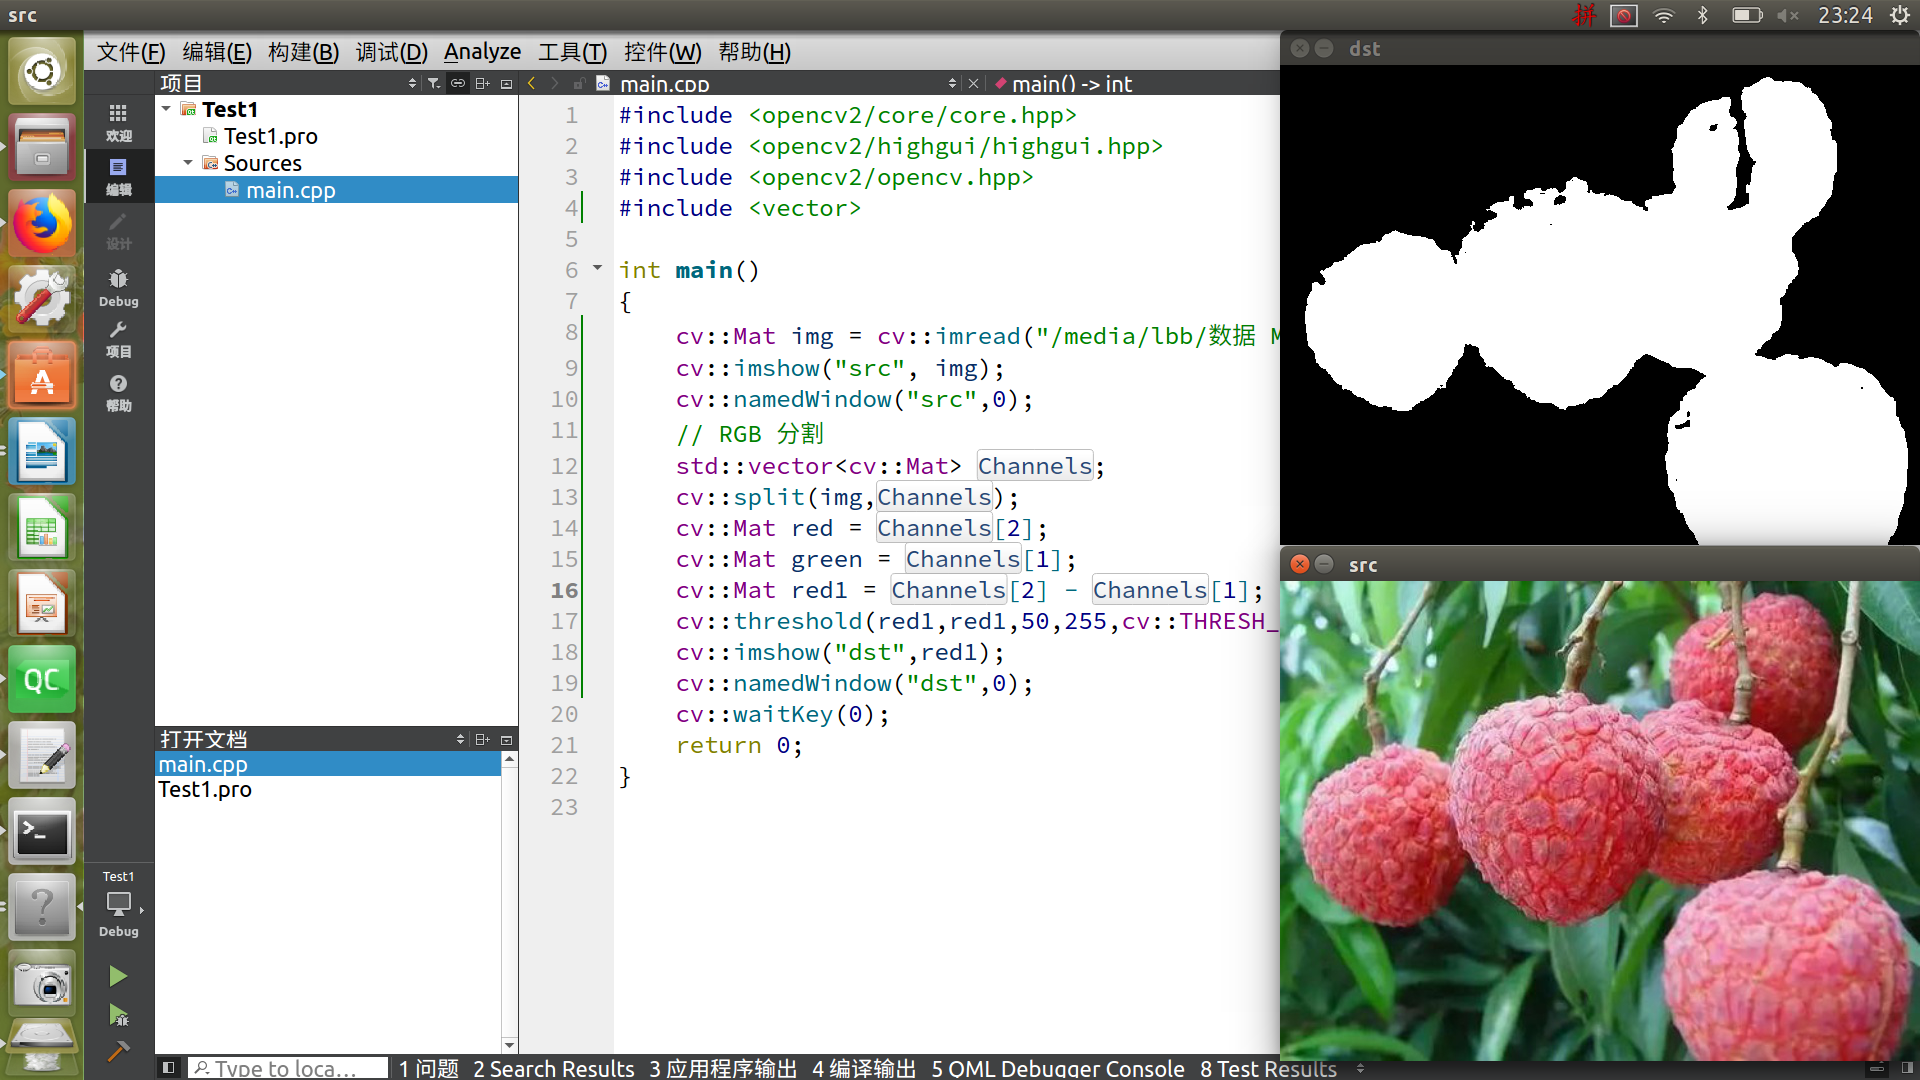 src
拼
23:24
文件(F) 编辑(E) 构建(B) 调试(D) Analyze 工具(T) 控件(W) 帮助(H)
项目
main.cpp
main() -> int
欢迎
编辑
设计
Debug
项目
帮助
Test1
Test1.pro
Sources
main.cpp
1 #include <opencv2/core/core.hpp>
2 #include <opencv2/highgui/highgui.hpp>
3 #include <opencv2/opencv.hpp>
4 #include <vector>
5
6 int main()
7 {
8 cv::Mat img = cv::imread("/media/lbb/数据 M
9 cv::imshow("src", img);
10 cv::namedWindow("src",0);
11 // RGB 分割
12 std::vector<cv::Mat> Channels;
13 cv::split(img,Channels);
14 cv::Mat red = Channels[2];
15 cv::Mat green = Channels[1];
16 cv::Mat red1 = Channels[2] - Channels[1];
17 cv::threshold(red1,red1,50,255,cv::THRESH_
18 cv::imshow("dst",red1);
19 cv::namedWindow("dst",0);
20 cv::waitKey(0);
21 return 0;
22 }
23
dst
src
打开文档
main.cpp
Test1.pro
QC
Test1
Debug
Type to loca...
1 问题 2 Search Results 3 应用程序输出 4 编译输出 5 QML Debugger Console 8 Test Results